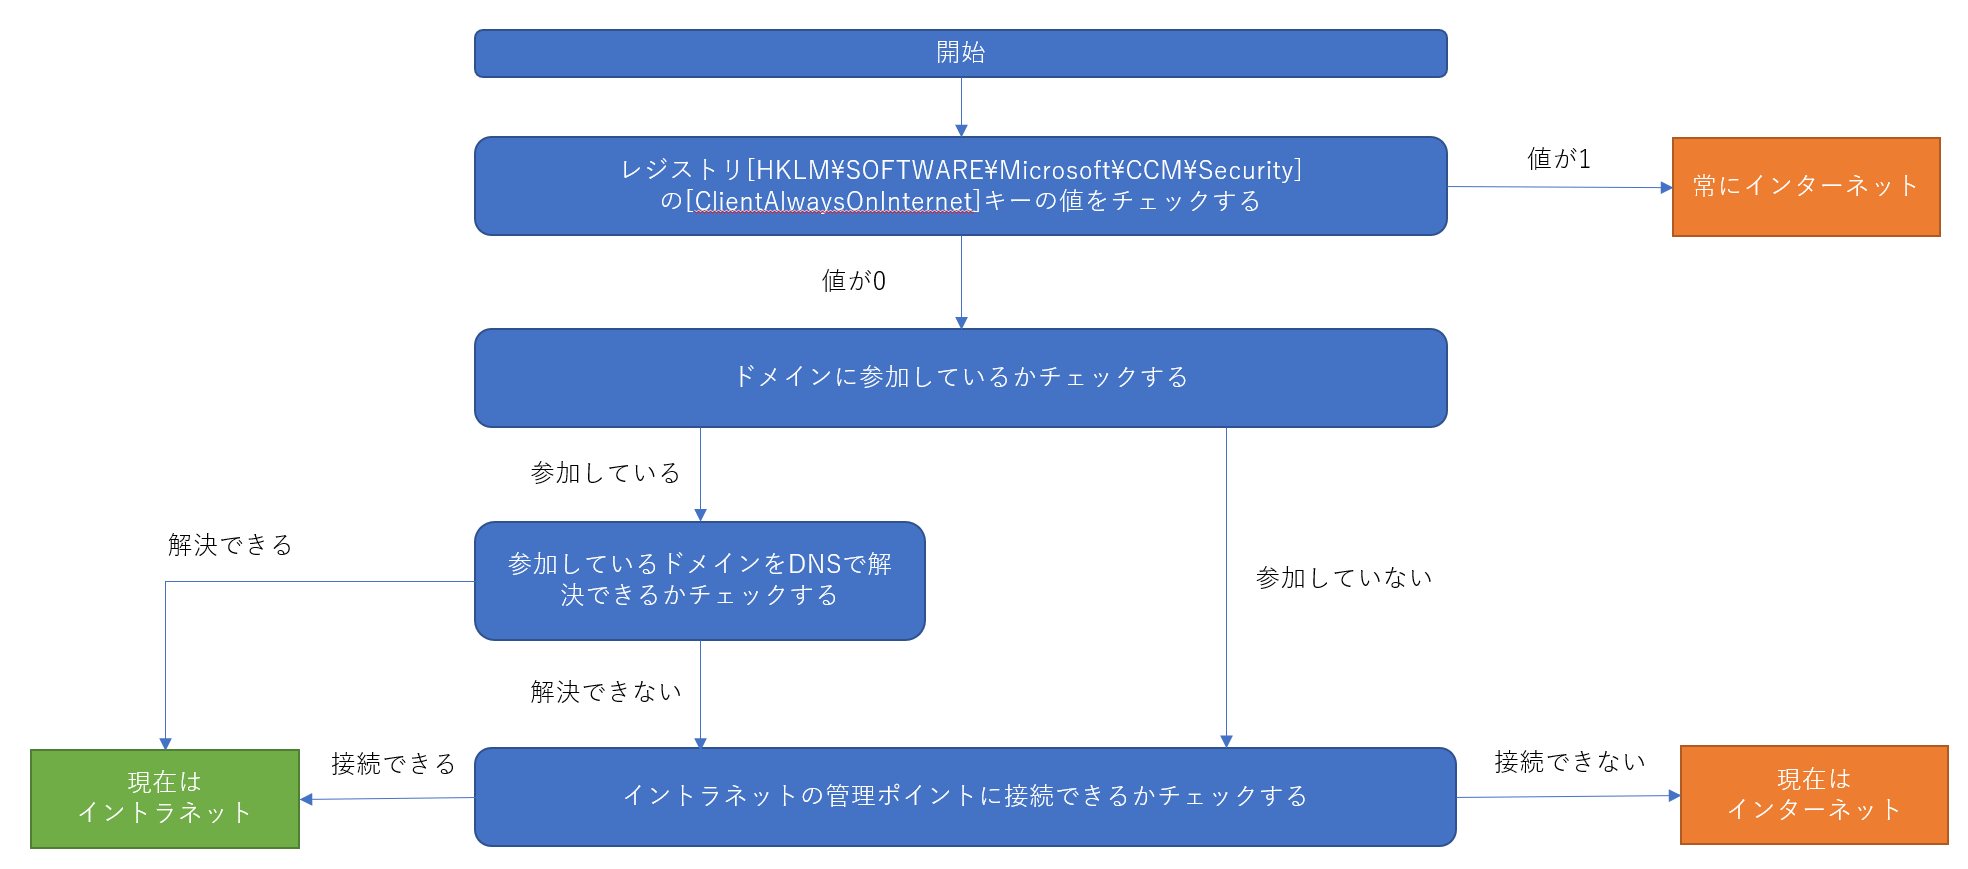 開始
レジストリ[HKLM¥SOFTWARE¥Microsoft¥CCM¥Security]
の[ClientAlwaysOnInternet]キーの値をチェックする
値が1
常にインターネット
値が0
ドメインに参加しているかチェックする
参加している
解決できる
参加しているドメインをDNSで解
決できるかチェックする
参加していない
解決できない
現在は
イントラネット
接続できる
イントラネットの管理ポイントに接続できるかチェックする
接続できない
現在は
インターネット